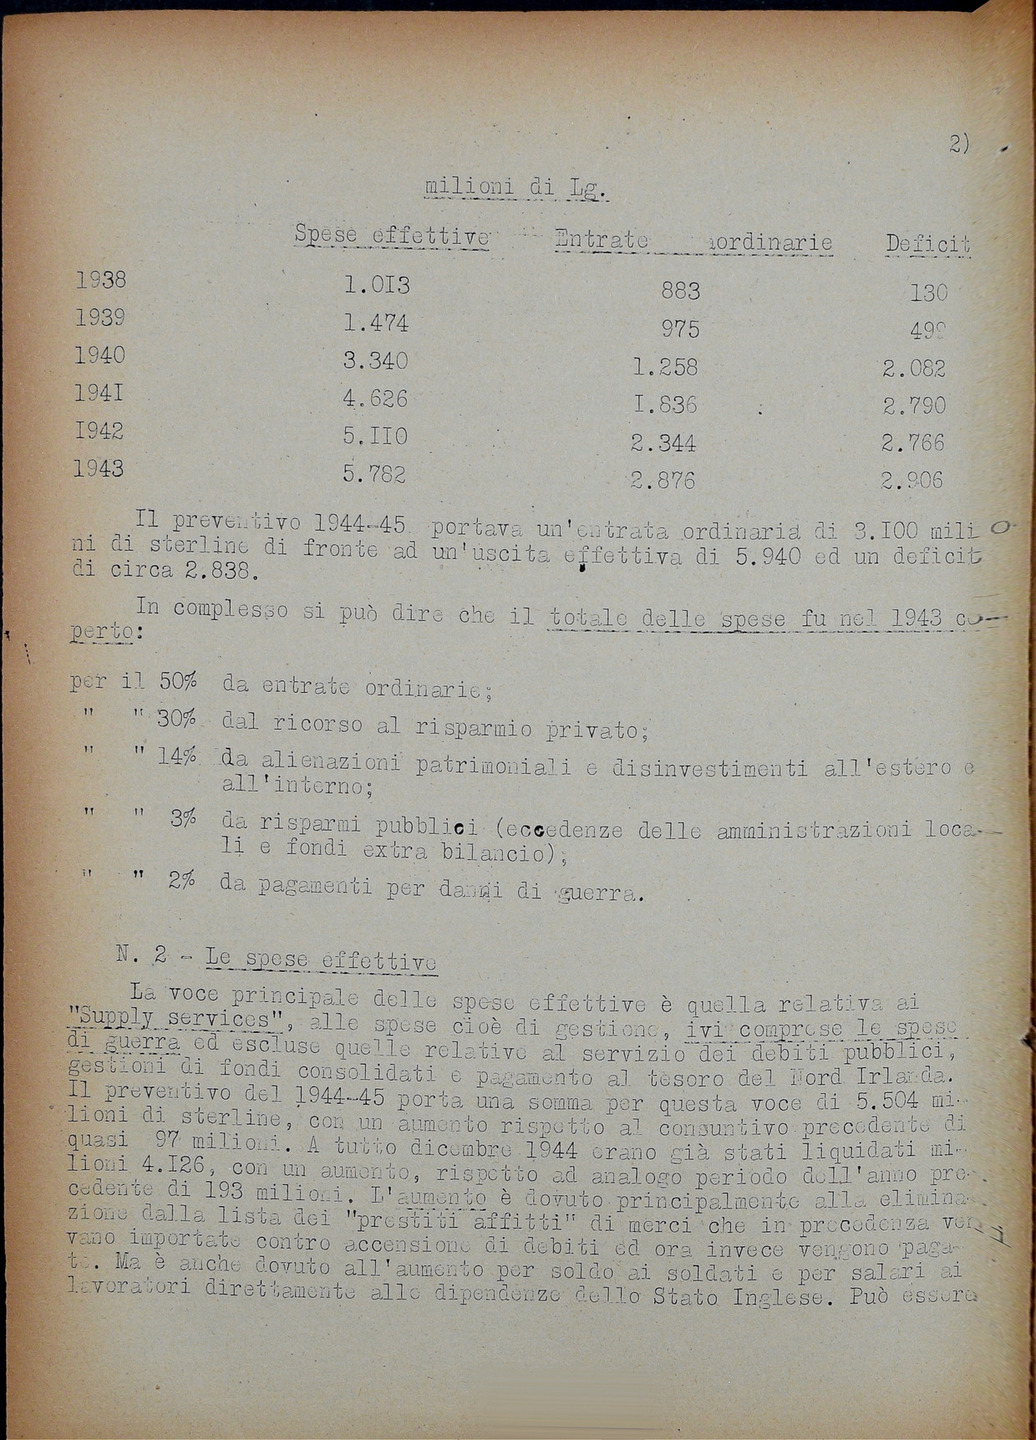 2)
milioni di Lg.
Spese effettive Entrate ordinarie Deficit
1938 1.0I3 883 130
1939 1.474 975 499
1940 3.340 1.258 2.082
194I 4.626 I.836 2.790
I942 5.II0 2.344 2.766
1943 5.782 2.876 2.906
Il preventivo 1944-45 portava un'entrata ordinaria di 3.I00 milio
ni di sterline di fronte ad un'uscita effettiva di 5.940 ed un deficit
di circa 2.838.
In complesso si può dire che il totale delle spese fu nel 1943 co-
perto:
per il 50% da entrate ordinarie;
" " 30% dal ricorso al risparmio privato;
" " 14% da alienazioni patrimoniali e disinvestimenti all'estero e
all'interno;
" " 3% da risparmi pubblici (eccedenze delle amministrazioni loca-
li e fondi extra bilancio);
" " 2% da pagamenti per danni di guerra.
N. 2 - Le spese effettive
La voce principale delle spese effettive è quella relativa ai
"Supply services", alle spese cioè di gestione, ivi comprese le spese
di guerra ed escluse quelle relative al servizio dei debiti pubblici,
gestioni di fondi consolidati e pagamento al tesoro del Nord Irlanda.
Il preventivo del 1944-45 porta una somma per questa voce di 5.504 mi-
lioni di sterline, con un aumento rispetto al consuntivo precedente di
quasi 97 milioni. A tutto dicembre 1944 erano già stati liquidati mi-
lioni 4.I26, con un aumento, rispetto ad analogo periodo dell'anno pre-
cedente di 193 milioni. L'aumento è dovuto principalmente alla elimina-
zione dalla lista dei "prestiti affitti" di merci che in precedenza ve
vano importate contro accensione di debiti ed ora invece vengono paga-
te. Ma è anche dovuto all'aumento per soldo ai soldati e per salari ai
lavoratori direttamente alle dipendenze dello Stato Inglese. Può essere